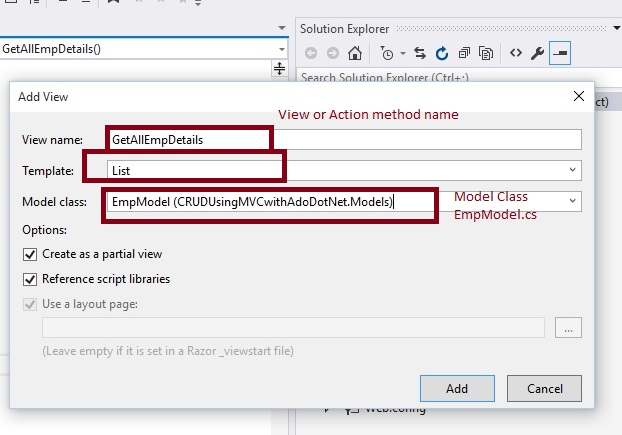 Solution Explorer
GetAllEmpDetails()
Search Solution Explorer (Ctrl+;)
Add View
ct)
View or Action method name
View name:
GetAllEmpDetails
Template:
List
Model class:
EmpModel (CRUDUsingMVCwithAdoDotNet.Models)
Model Class
EmpModel.cs
Options:
Create as a partial view
Reference script libraries
Use a layout page:
...
(Leave empty if it is set in a Razor _viewstart file)
Add
Cancel
Web.config